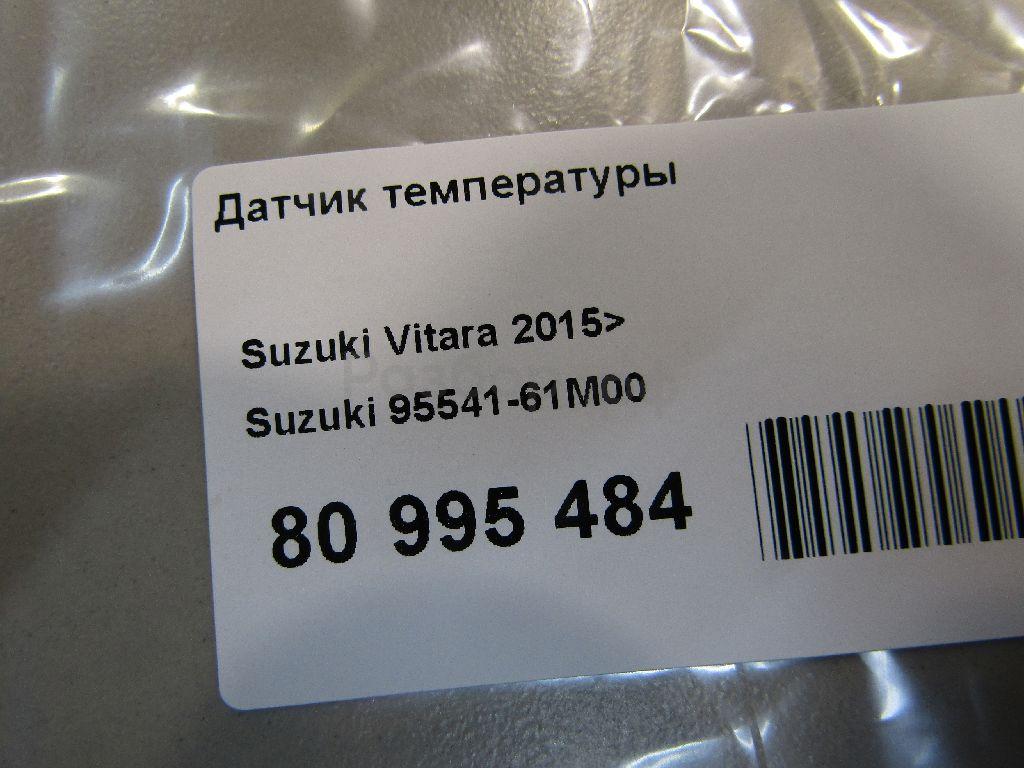 Датчик температуры
Suzuki Vitara 2015>
Suzuki 95541-61M00
80 995 484